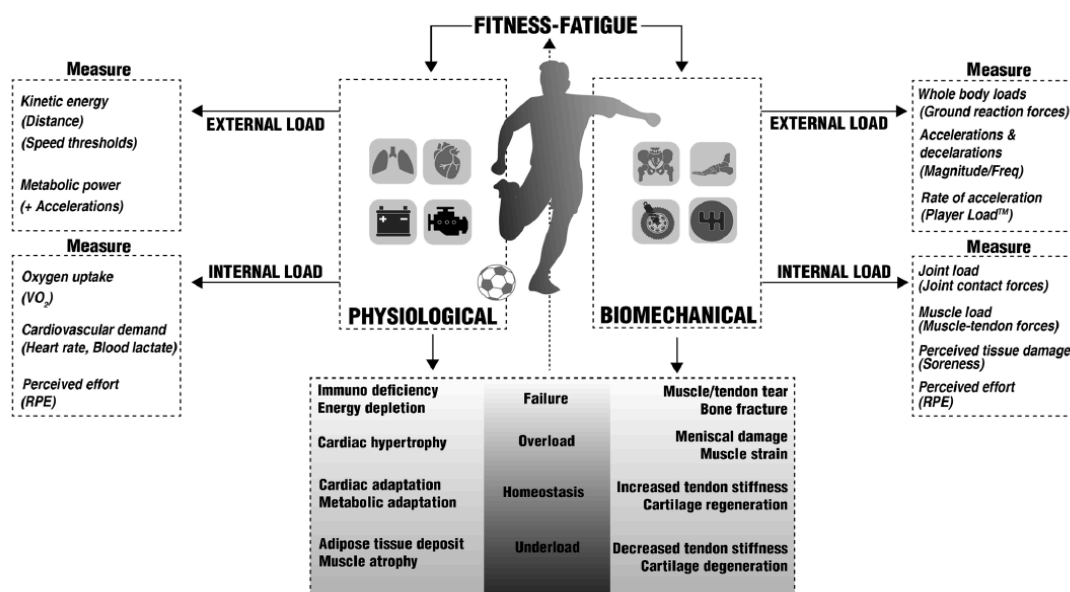 FITNESS-FATIGUE
Measure
Kinetic energy
(Distance)
(Speed thresholds)
Metabolic power
(+ Accelerations)
EXTERNAL LOAD
Measure
Oxygen uptake
(VO₂)
Cardiovascular demand
(Heart rate, Blood lactate)
Perceived effort
(RPE)
INTERNAL LOAD
PHYSIOLOGICAL
BIOMECHANICAL
EXTERNAL LOAD
Measure
Whole body loads
(Ground reaction forces)
Accelerations &
decelarations
(Magnitude/Freq)
Rate of acceleration
(Player Load™)
INTERNAL LOAD
Measure
Joint load
(Joint contact forces)
Muscle load
(Muscle-tendon forces)
Perceived tissue damage
(Soreness)
Perceived effort
(RPE)
Immuno deficiency
Energy depletion
Failure
Muscle/tendon tear
Bone fracture
Cardiac hypertrophy
Overload
Meniscal damage
Muscle strain
Cardiac adaptation
Metabolic adaptation
Homeostasis
Increased tendon stiffness
Cartilage regeneration
Adipose tissue deposit
Muscle atrophy
Underload
Decreased tendon stiffness
Cartilage degeneration